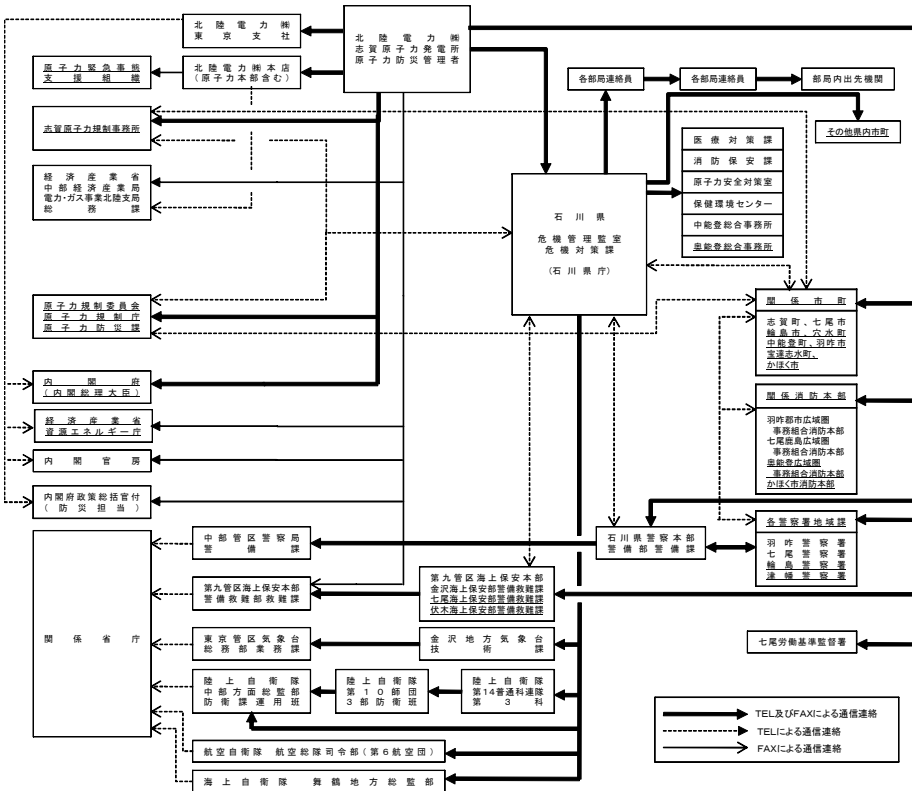 北陸電力㈱
東京支社
北陸電力㈱
志賀原子力発電所
原子力防災管理者
原子力緊急事態
支援組織
北陸電力㈱本店
(原子力本部含む)
各部局連絡員
各部局連絡員
部局内出先機関
その他県内市町
志賀原子力規制事務所
医療対策課
消防保安課
原子力安全対策室
保健環境センター
中能登総合事務所
奥能登総合事務所
経済産業省
中部経済産業局
電力・ガス事業北陸支局
総務課
石川県
危機管理監室
危機対策課
(石川県庁)
原子力規制委員会
原子力規制庁
原子力防災課
関係市町
志賀町、七尾市
輪島市、穴水町
中能登町、羽咋市
宝達志水町、
かほく市
内閣府
(内閣総理大臣)
経済産業省
資源エネルギー庁
関係消防本部
羽咋郡市広域圏
事務組合消防本部
七尾鹿島広域圏
事務組合消防本部
奥能登広域圏
事務組合消防本部
かほく市消防本部
内閣官房
内閣府政策統括官付
(防災担当)
関係省庁
中部管区警察局
警備課
石川県警察本部
警備部警備課
各警察署地域課
羽咋警察署
七尾警察署
輪島警察署
津幡警察署
第九管区海上保安本部
警備救難部救難課
第九管区海上保安本部
金沢海上保安部警備救難課
七尾海上保安部警備救難課
伏木海上保安部警備救難課
東京管区気象台
総務部業務課
金沢地方気象台
技術課
七尾労働基準監督署
陸上自衛隊
中部方面総監部
防衛課運用班
陸上自衛隊
第10師団
3部防衛班
陸上自衛隊
第14普通科連隊
第3科
航空自衛隊 航空総隊司令部(第6航空団)
海上自衛隊 舞鶴地方総監部
TEL及びFAXによる通信連絡
TELによる通信連絡
FAXによる通信連絡